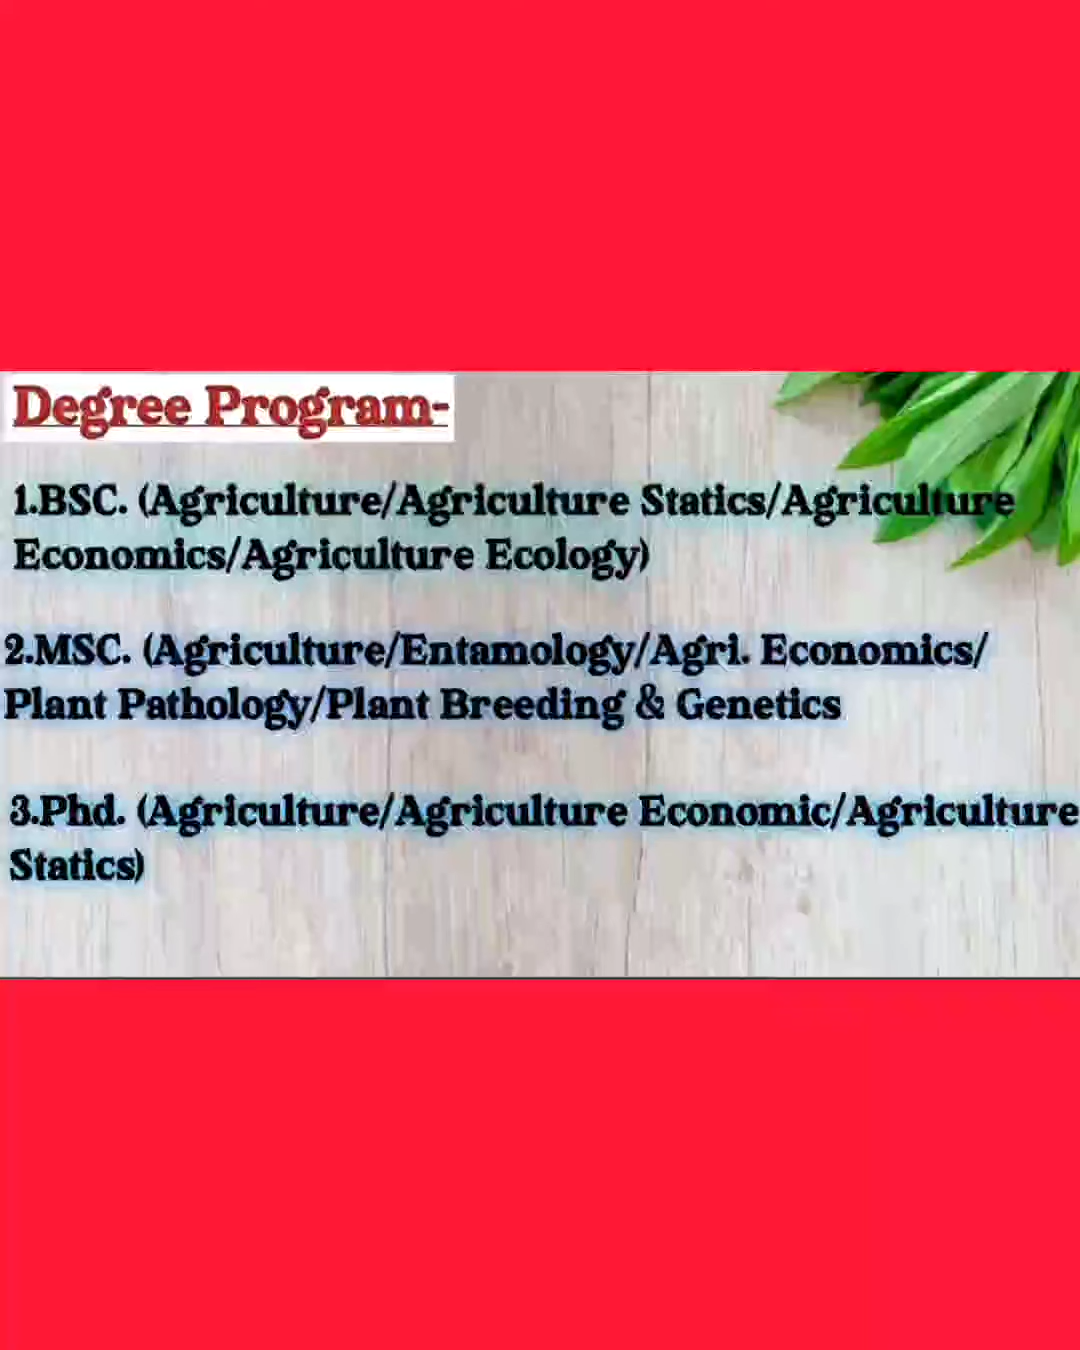 Degree Program-
1.BSC. (Agriculture/Agriculture Statics/Agriculture
Economics/Agriculture Ecology)
2.MSC. (Agriculture/Entamology/Agri. Economics/
Plant Pathology/Plant Breeding & Genetics
3.Phd. (Agriculture/Agriculture Economic/Agriculture
Statics)